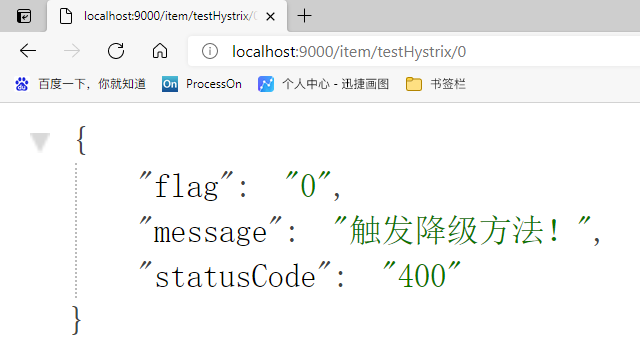 localhost:9000/item/testHystrix/0
localhost:9000/item/testHystrix/0
百度一下，你就知道 On ProcessOn 个人中心 - 迅捷画图 书签栏
{
"flag": "0",
"message": "触发降级方法！",
"statusCode": "400"
}